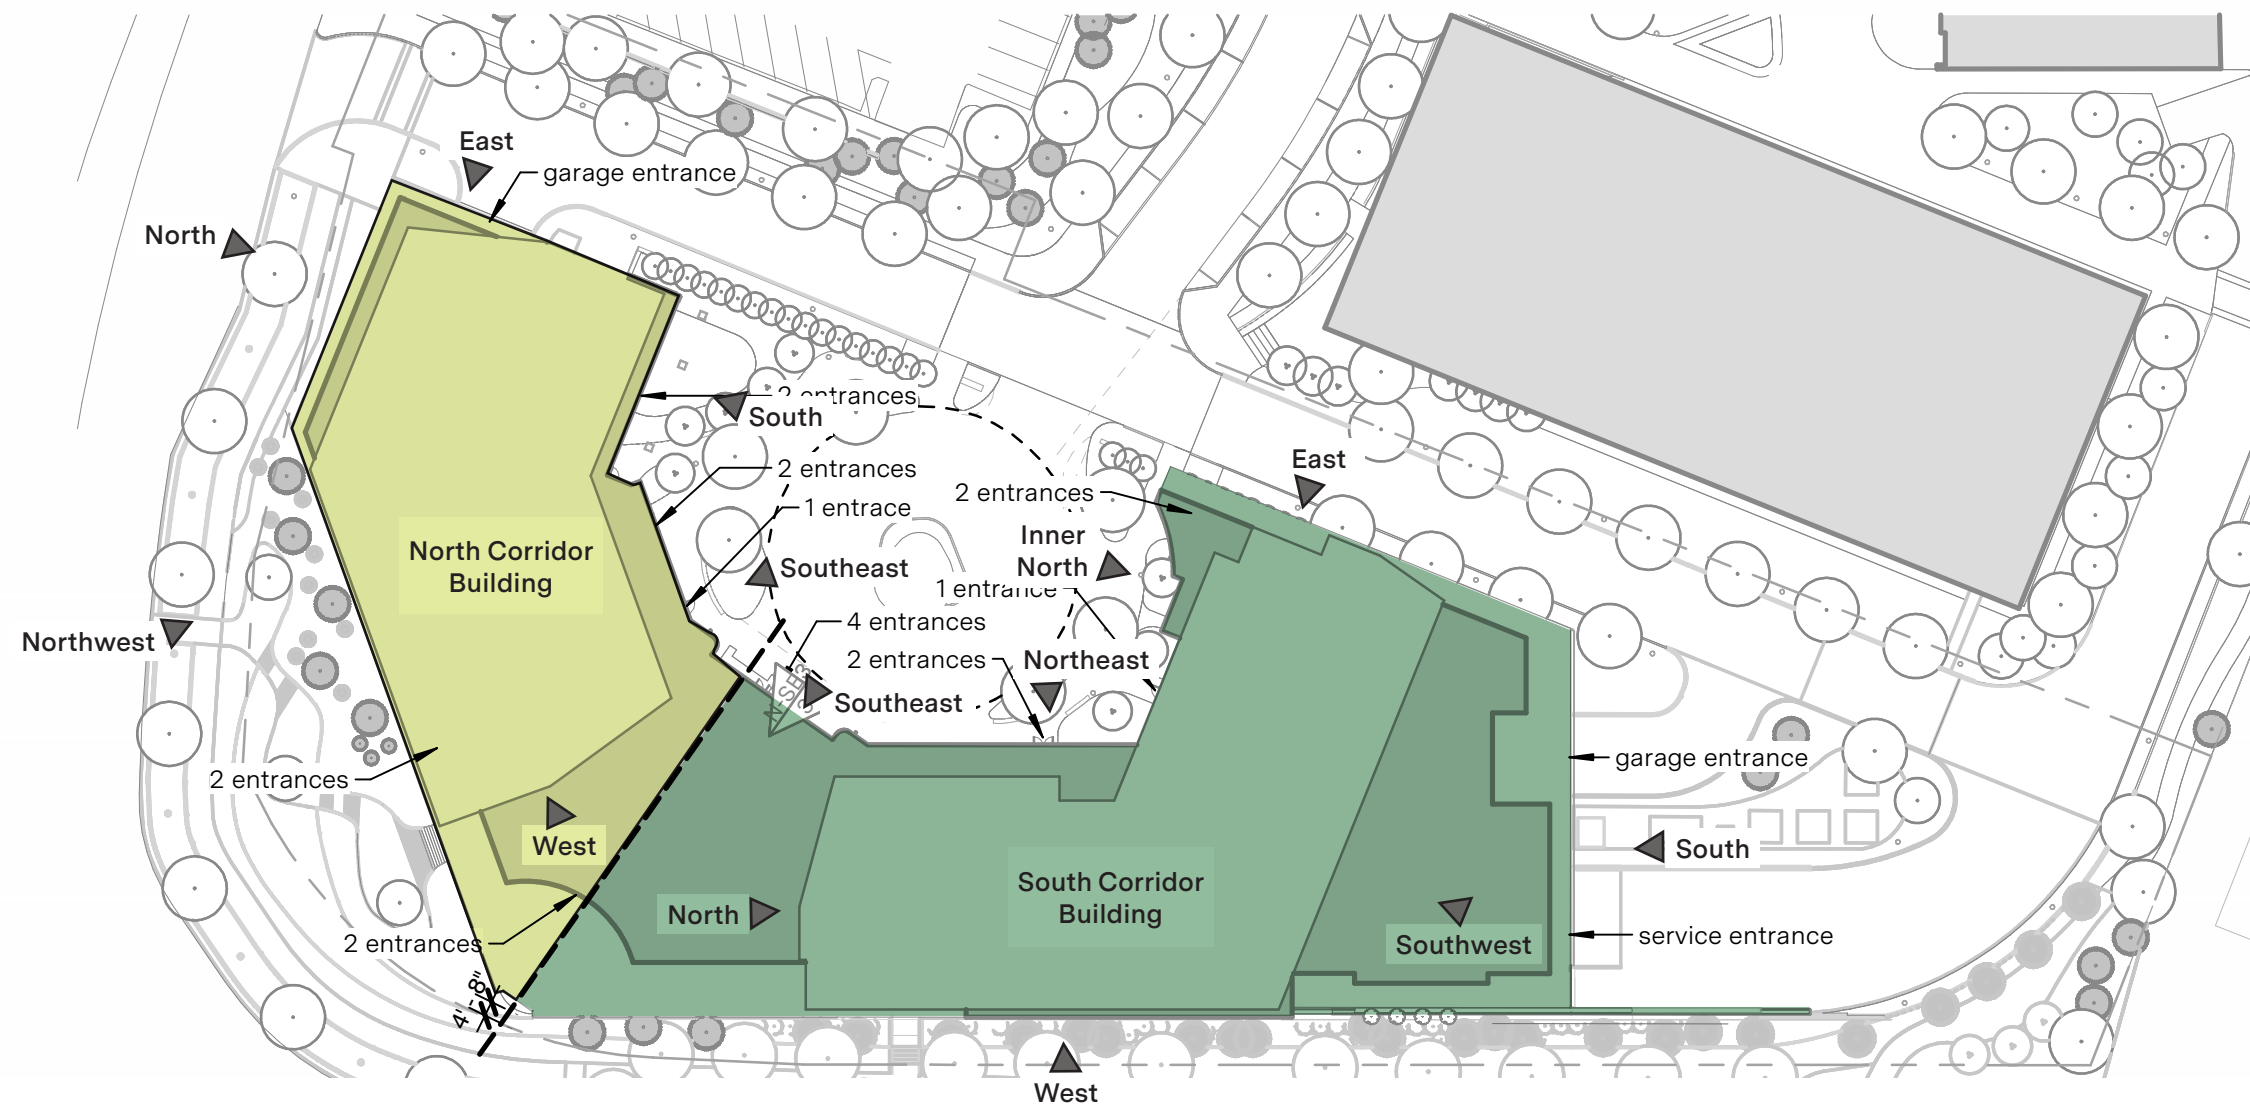 East
garage entrance
North
2 entrances
South
2 entrances
1 entrace
East
2 entrances
Inner
North
North Corridor
Building
Southeast
1 entrance
4 entrances
Northwest
2 entrances
Northeast
Southeast
garage entrance
2 entrances
West
South
South Corridor
Building
North
Southwest
service entrance
2 entrances
4'-8"
West